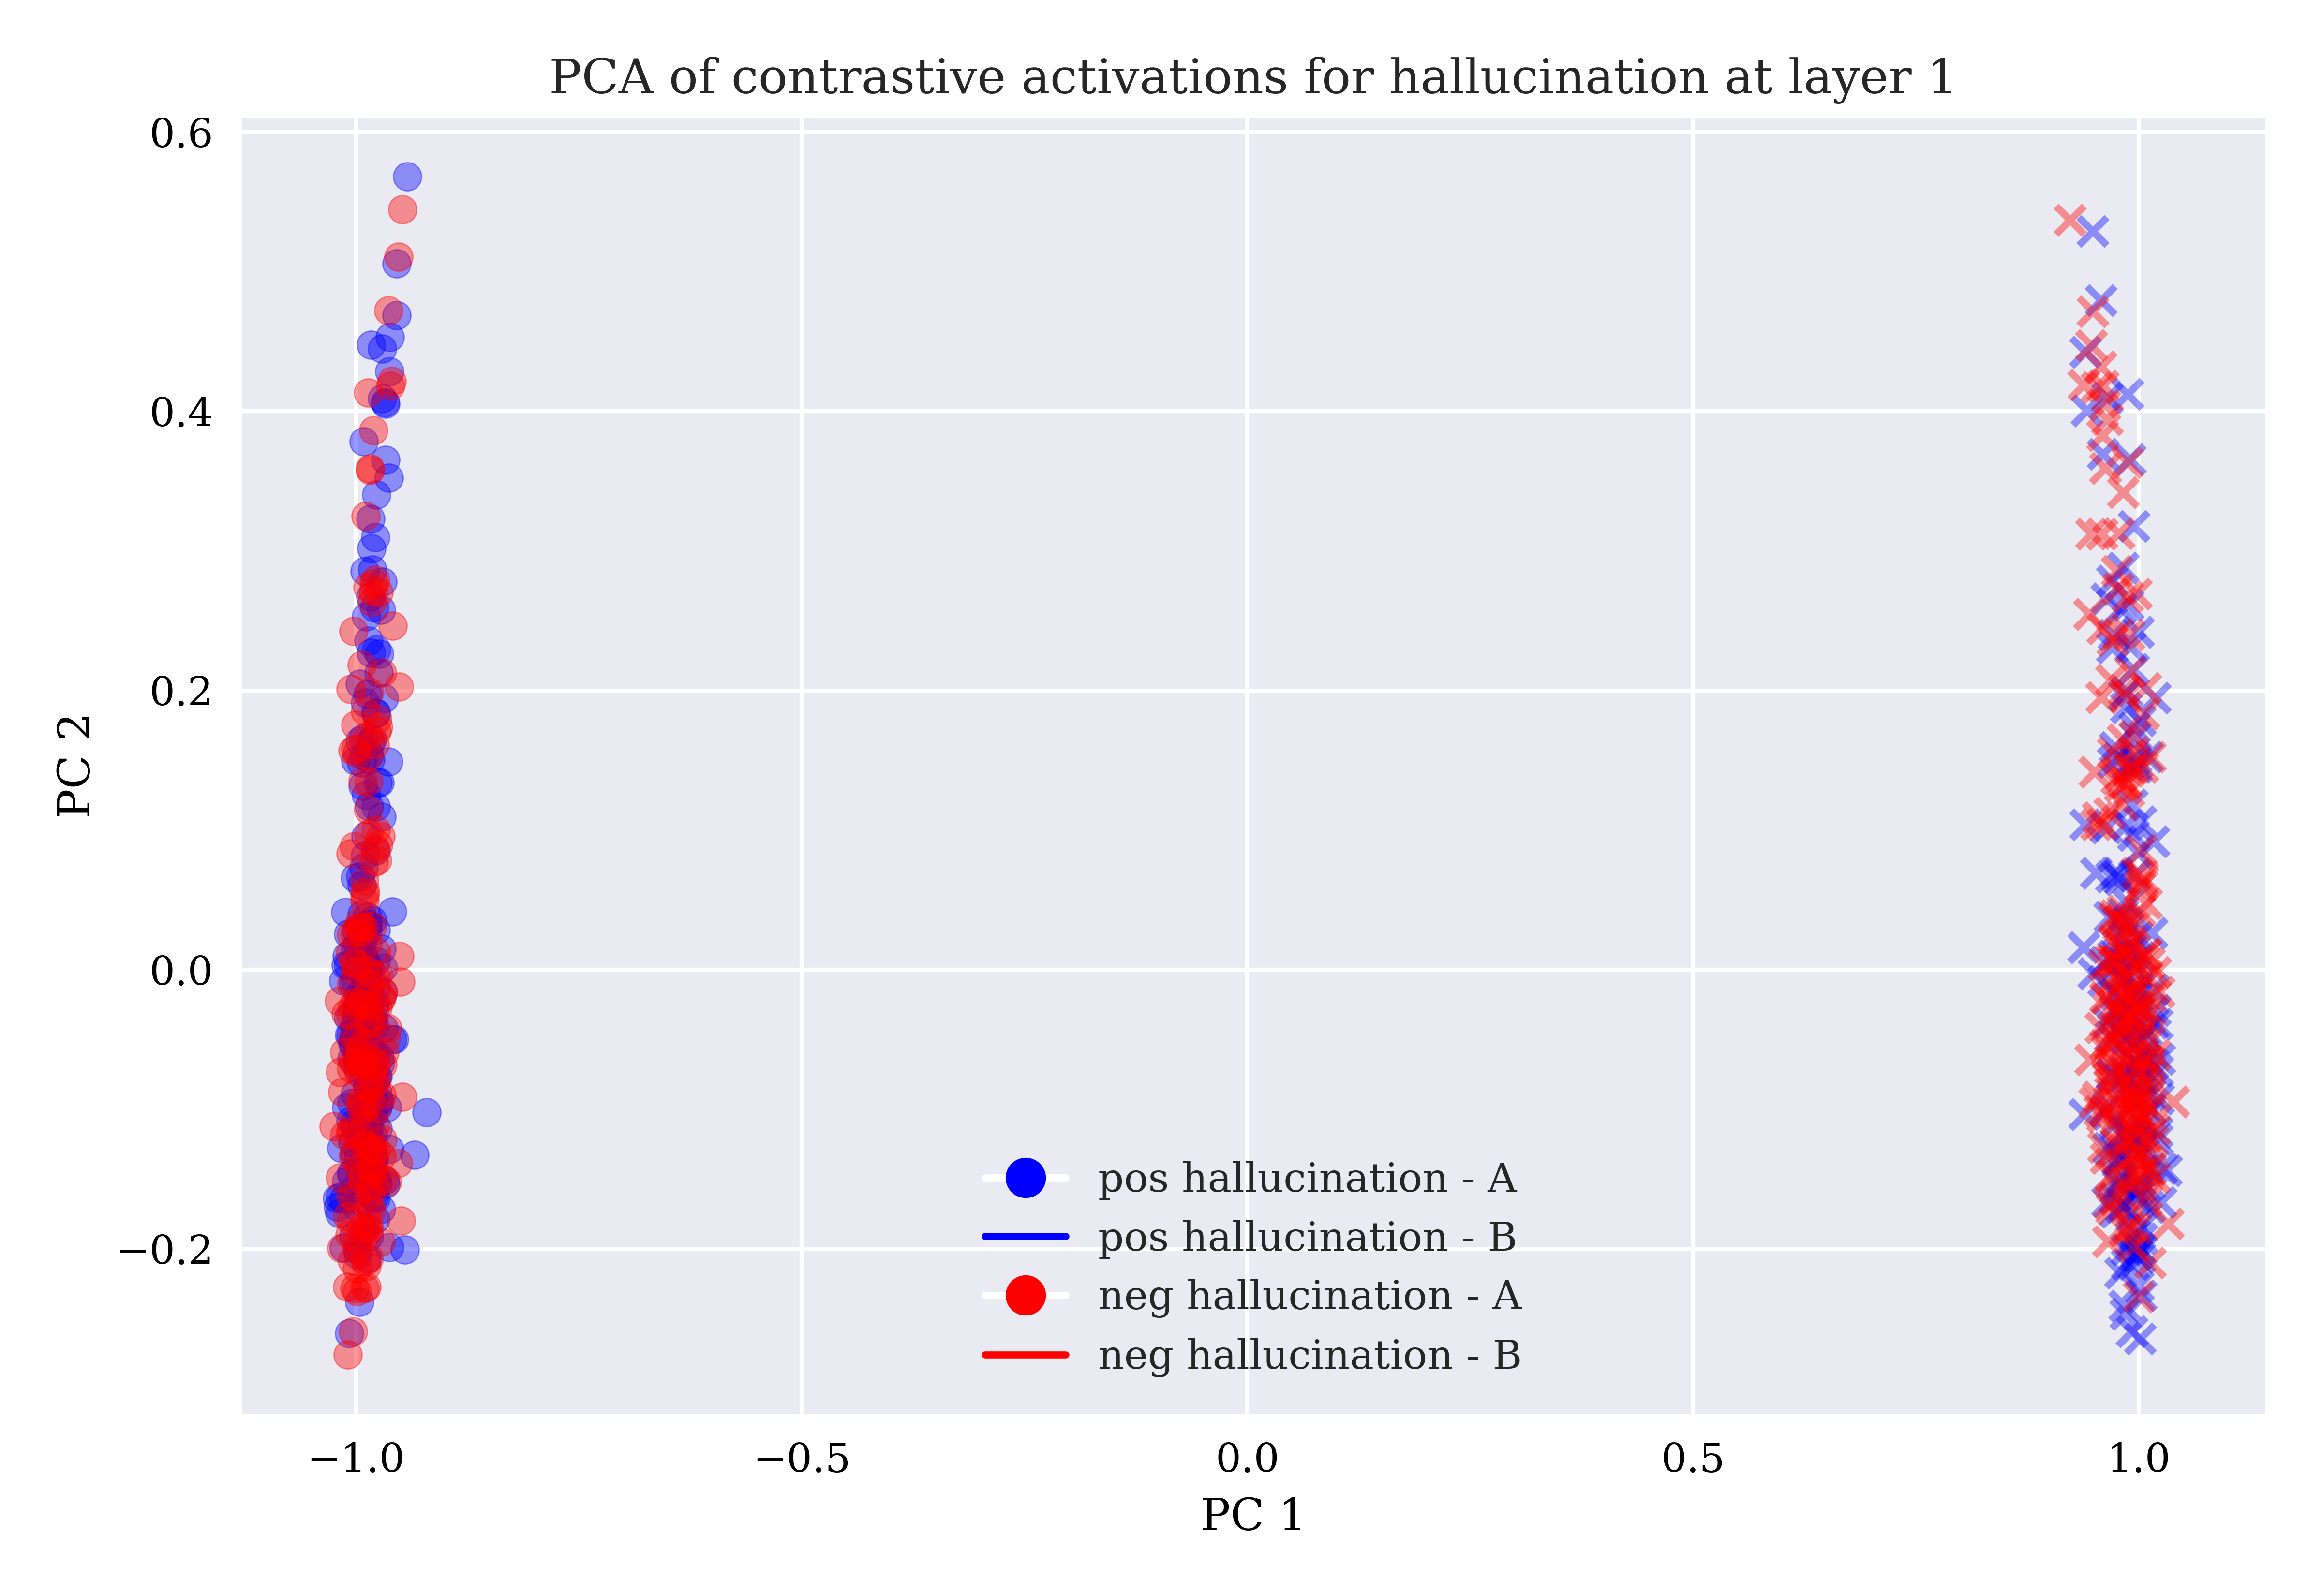 PCA of contrastive activations for hallucination at layer 1
0.6
0.4
0.2
0.0
−0.2
PC 2
pos hallucination - A
pos hallucination - B
neg hallucination - A
neg hallucination - B
−1.0
−0.5
0.0
0.5
1.0
PC 1